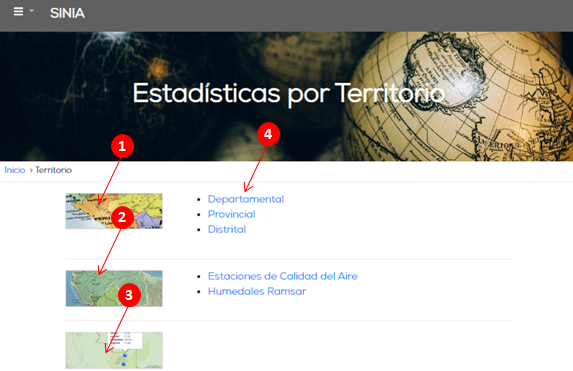 SINIA
Estadísticas por Territorio
1
4
Inicio > Territorio
Departamental
2
Provincial
Distrital
Estaciones de Calidad del Aire
3
Humedales Ramsar